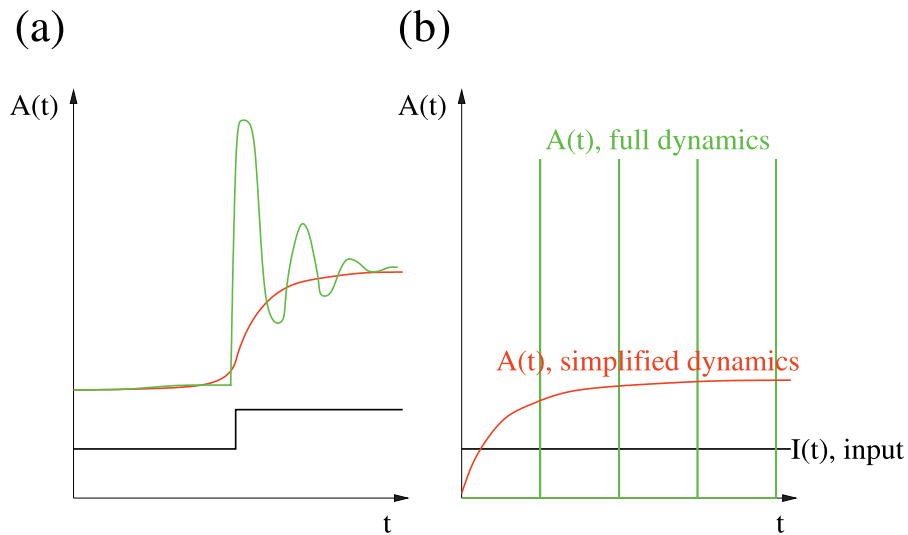 (a)
(b)
A(t)
A(t)
A(t), full dynamics
A(t), simplified dynamics
I(t), input
t
t